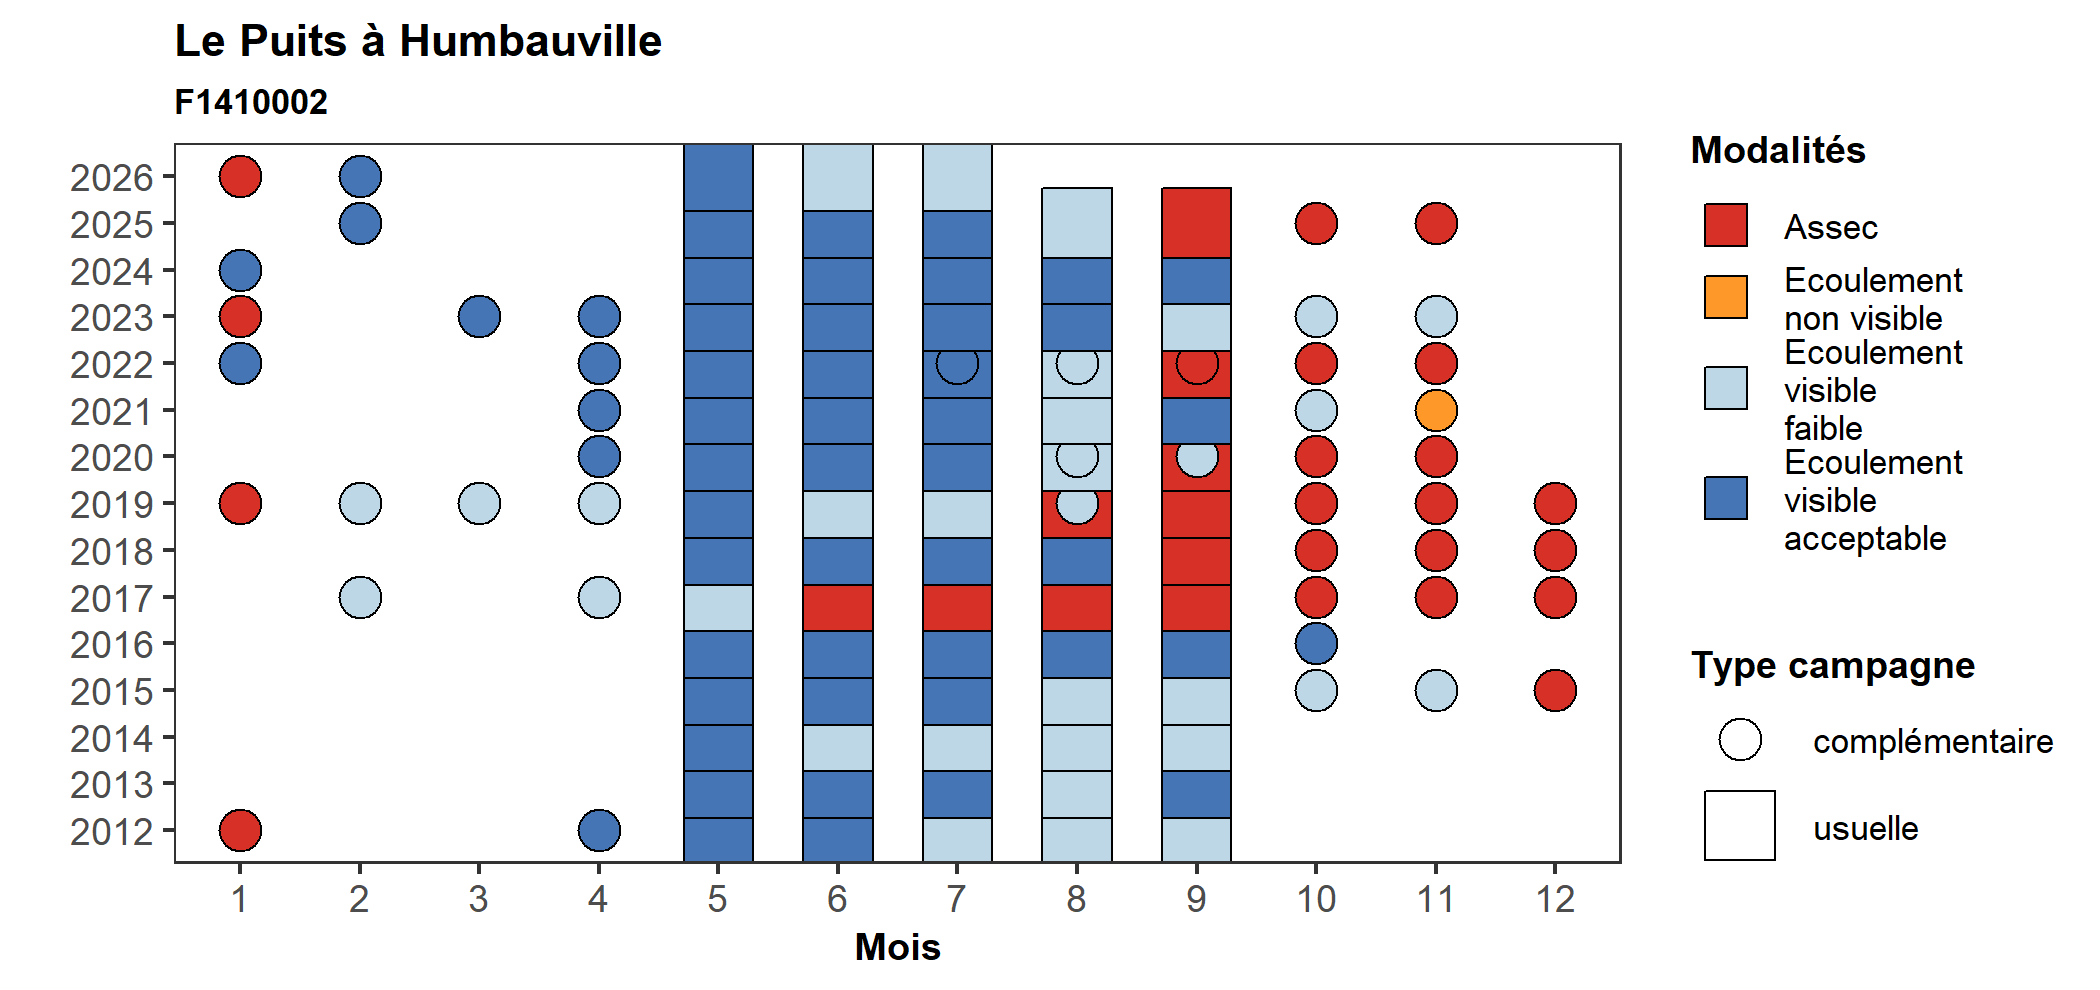 Le Puits à Humbauville
F1410002
2026
2025
2024
2023
2022
2021
2020
2019
2018
2017
2016
2015
2014
2013
2012
1 2 3 4 5 6 7 8 9 10 11 12
Mois
Modalités
Assec
Ecoulement
non visible
Ecoulement
visible
faible
Ecoulement
visible
acceptable
Type campagne
complémentaire
usuelle